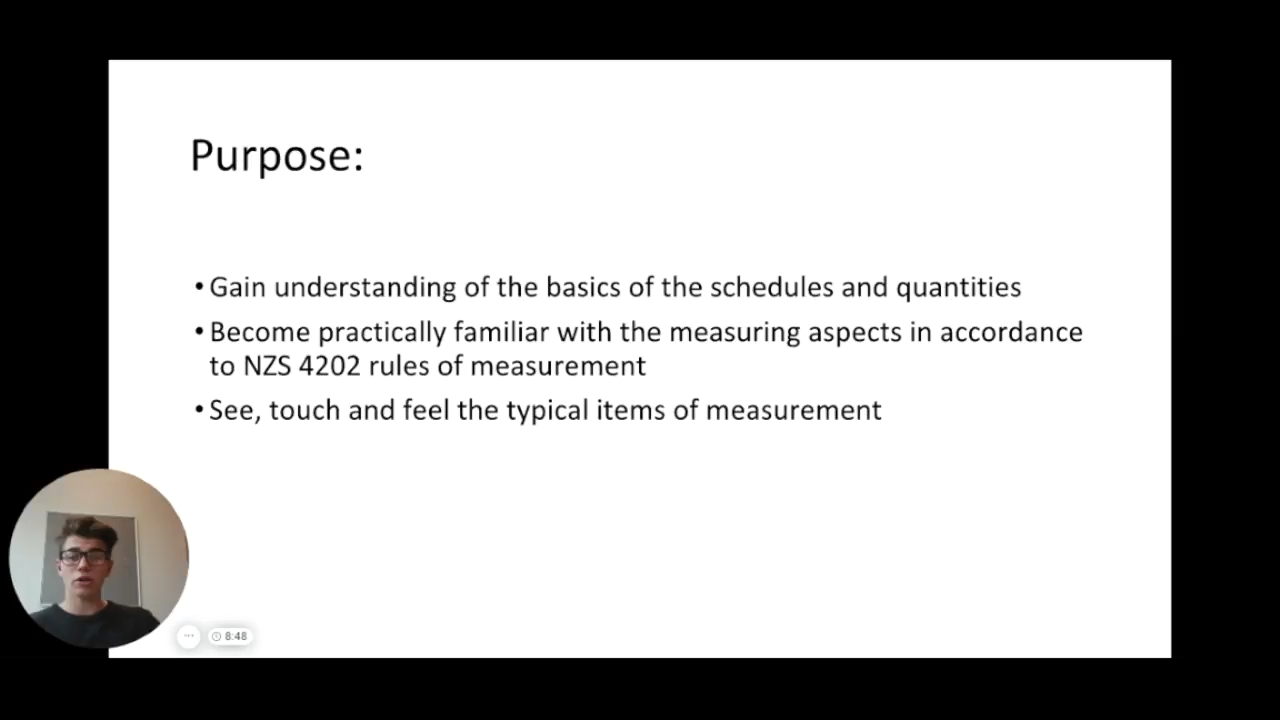 Purpose:
• Gain understanding of the basics of the schedules and quantities
• Become practically familiar with the measuring aspects in accordance
to NZS 4202 rules of measurement
• See, touch and feel the typical items of measurement
8:48